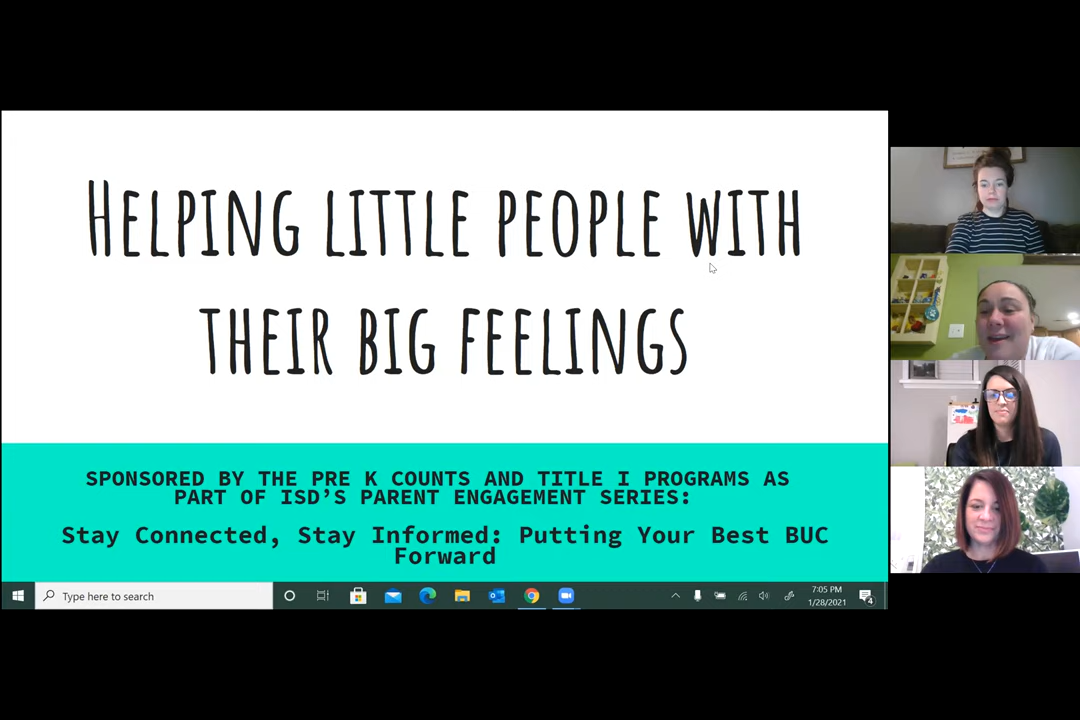 Helping little people with
their big feelings
SPONSORED BY THE PRE K COUNTS AND TITLE I PROGRAMS AS
PART OF ISD’S PARENT ENGAGEMENT SERIES:
Stay Connected, Stay Informed: Putting Your Best BUC
Forward
Type here to search
7:05 PM
1/28/2021
4